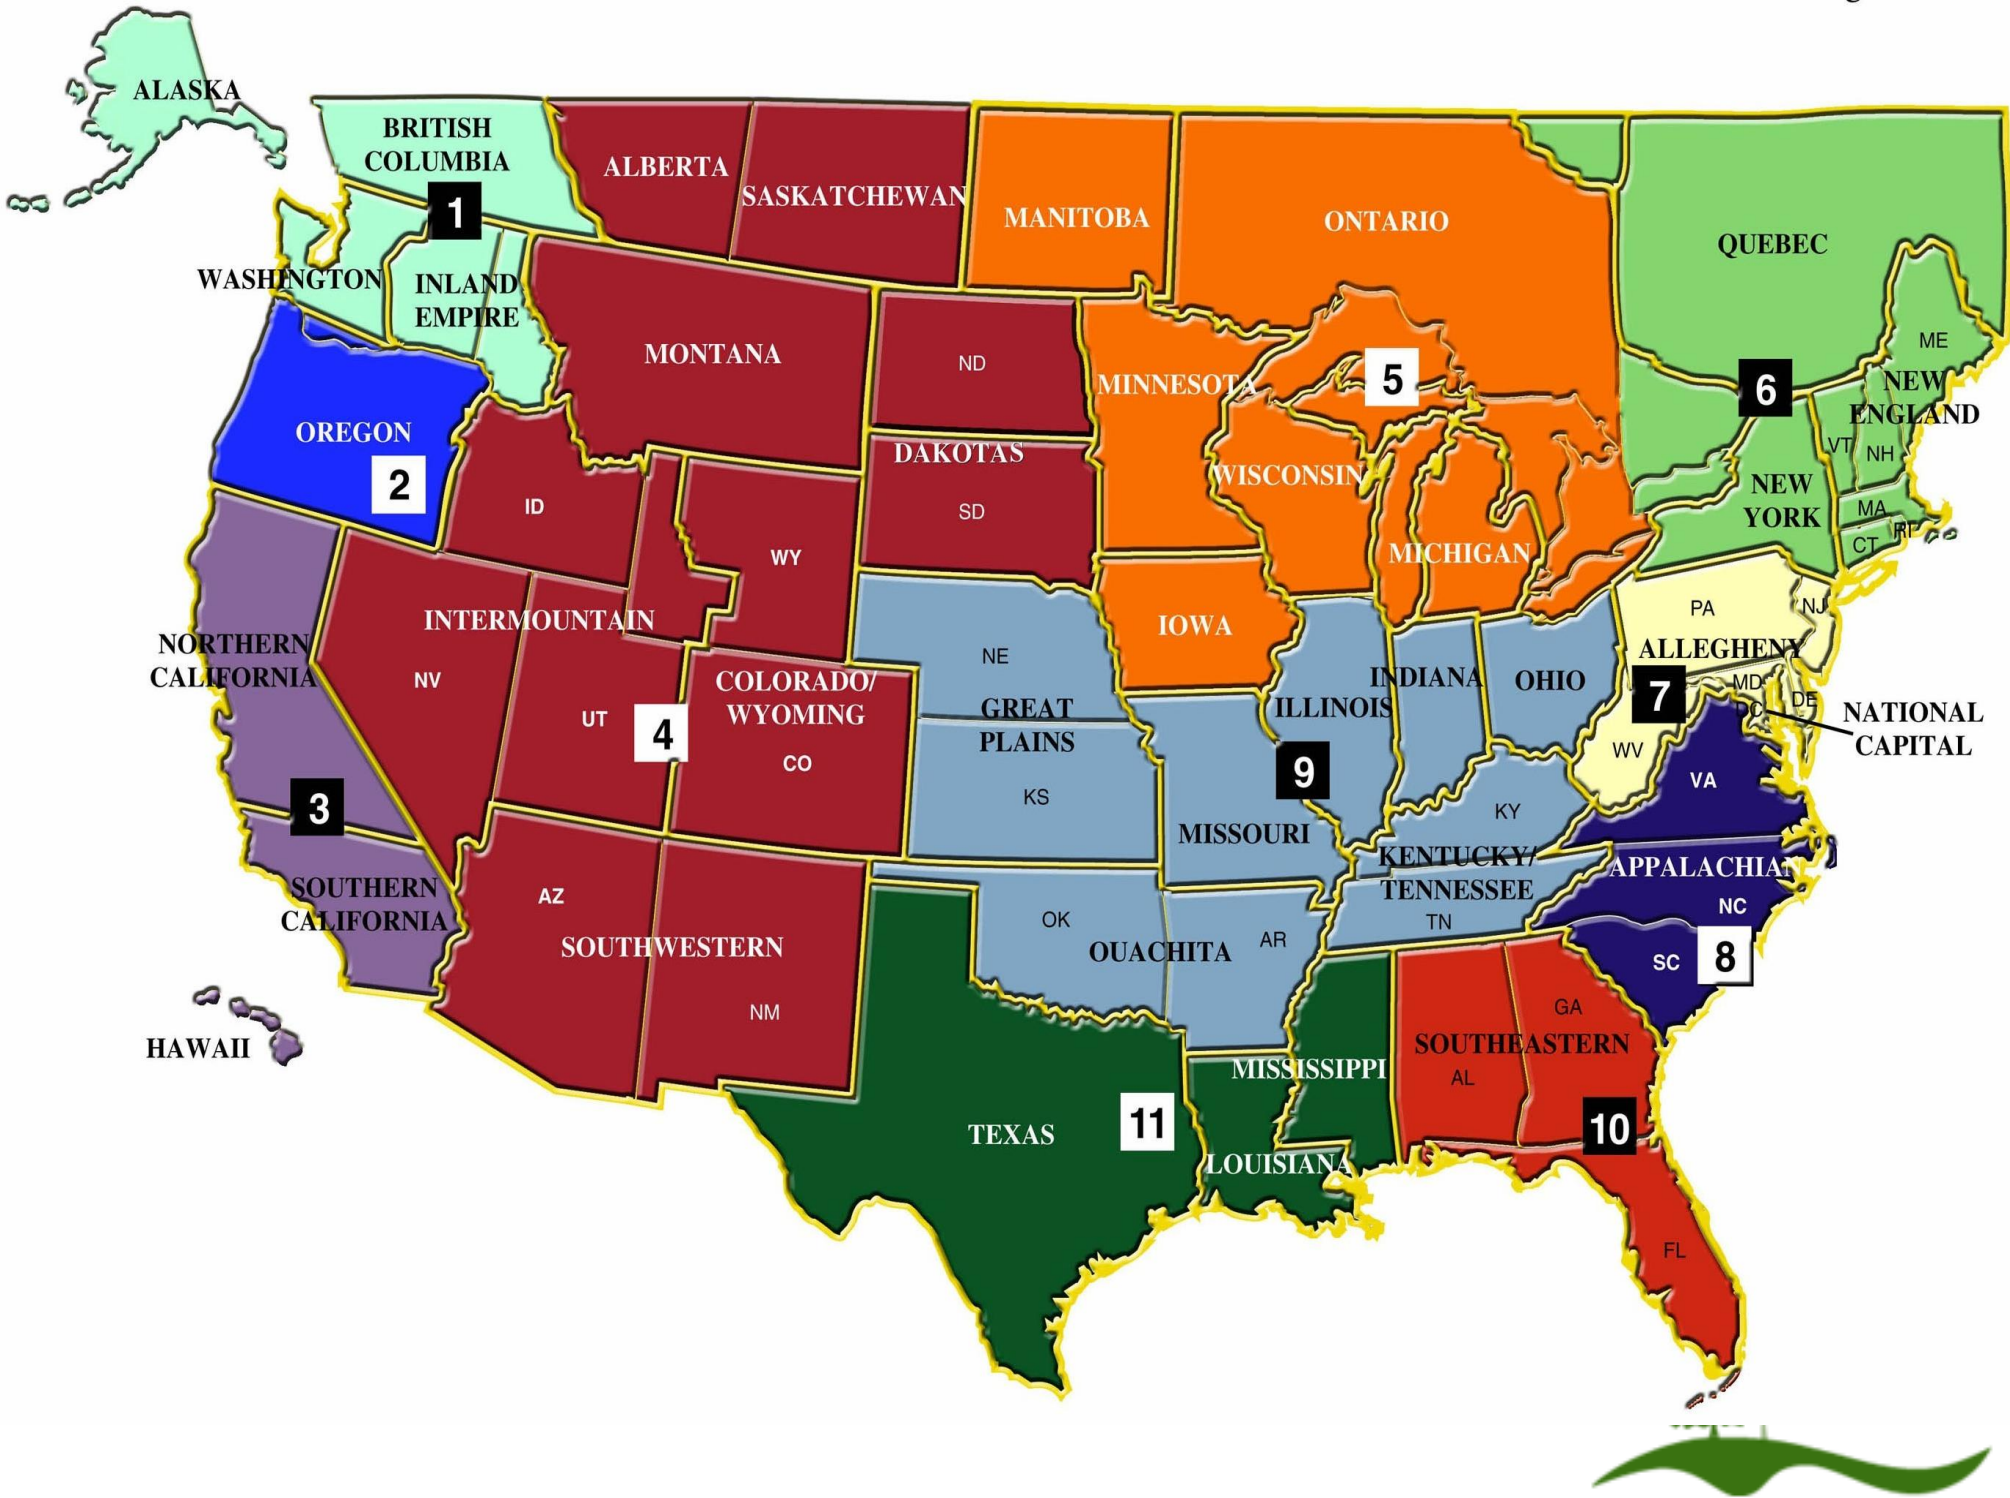 ALASKA
BRITISH
COLUMBIA
1
ALBERTA
SASKATCHEWAN
MANITOBA
ONTARIO
QUEBEC
WASHINGTON
INLAND
EMPIRE
MONTANA
ND
DAKOTAS
SD
MINNESOTA
5
WISCONSIN
MICHIGAN
6
ME
NEW
ENGLAND
VT
NH
NEW
YORK
MA
RI
CT
OREGON
2
ID
WY
INTERMOUNTAIN
NV
UT
4
COLORADO/
WYOMING
CO
NE
GREAT
PLAINS
KS
IOWA
ILLINOIS
INDIANA
OHIO
PA
NJ
ALLEGHENY
7
MD
DC
DE
WV
NATIONAL
CAPITAL
NORTHERN
CALIFORNIA
3
SOUTHERN
CALIFORNIA
HAWAII
AZ
SOUTHWESTERN
NM
9
MISSOURI
KY
KENTUCKY/
TENNESSEE
TN
VA
APPALACHIAN
NC
SC
8
OK
OUACHITA
AR
TEXAS
11
MISSISSIPPI
LOUISIANA
SOUTHEASTERN
GA
AL
10
FL